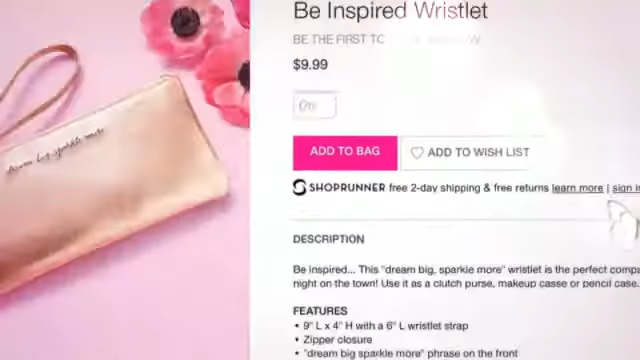 Be Inspired Wristlet
BE THE FIRST TO
$9.99
Qty
ADD TO BAG
ADD TO WISH LIST
SHOPRUNNER free 2-day shipping & free returns learn more | sign
DESCRIPTION
Be inspired... This "dream big, sparkle more" wristlet is the perfect
night on the town! Use it as a clutch purse, makeup casse or pencil case.
FEATURES
• 9" L x 4" H with a 6" L wristlet strap
• Zipper closure
• "dream big sparkle more" phrase on the front
dream big sparkle more